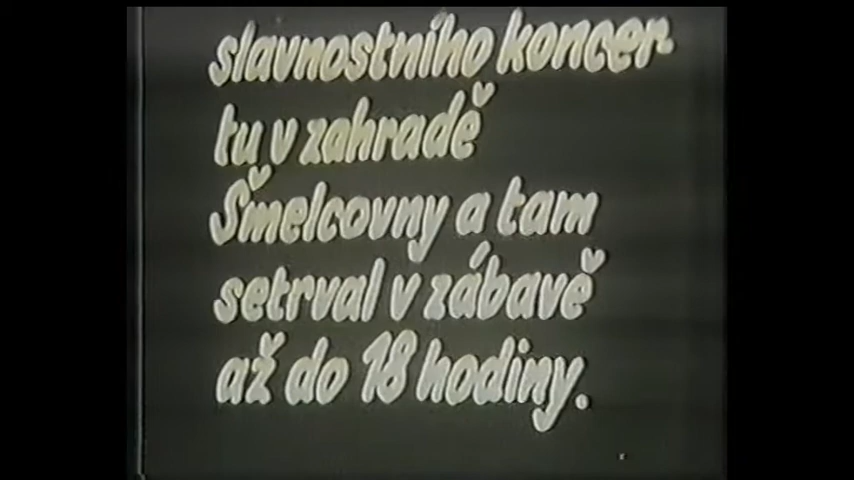 slavnostního koncer-
tu v zahradě
Šmelcovny a tam
setrval v zábavě
až do 18 hodiny.